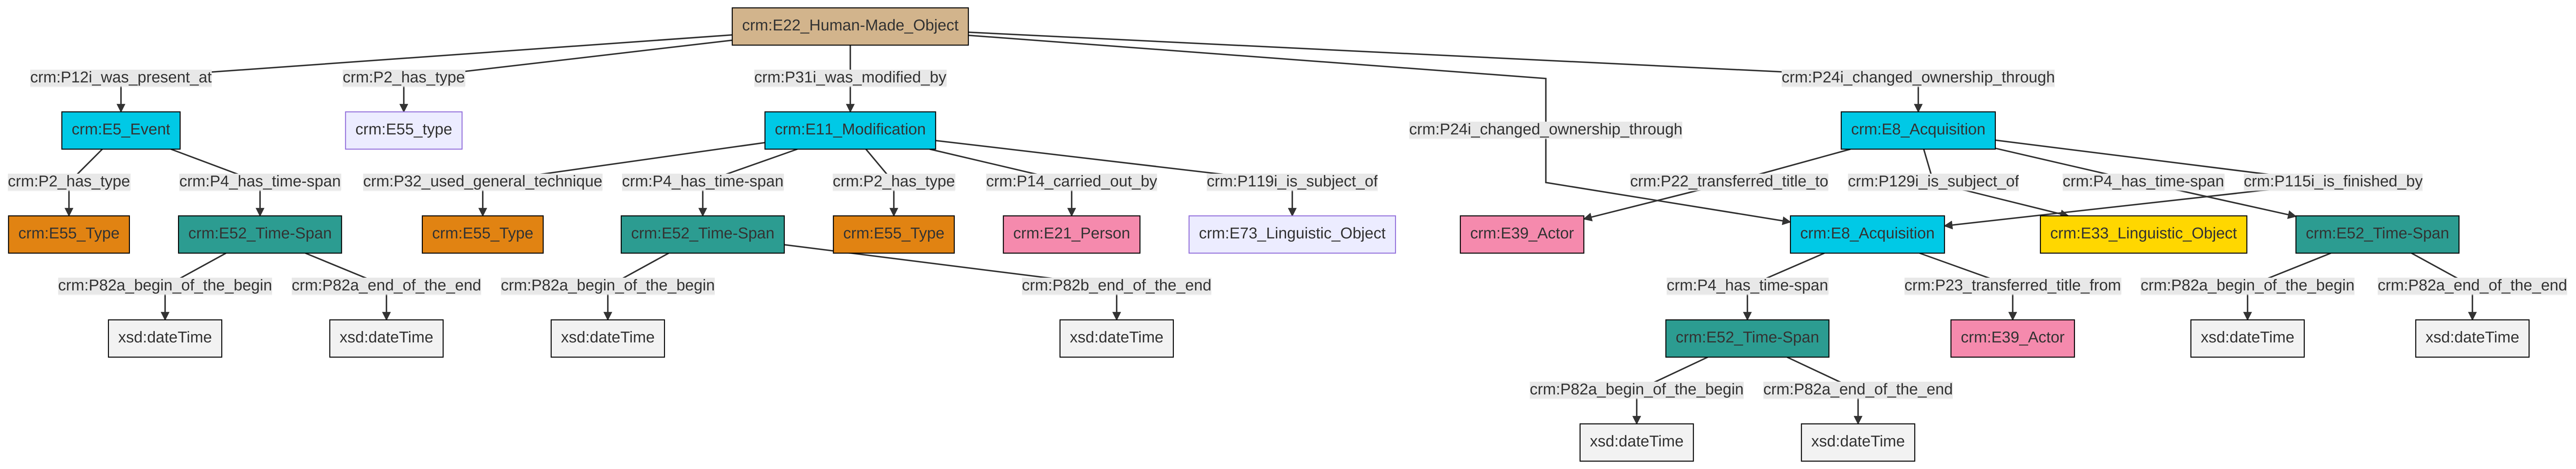 crm:E22_Human-Made_Object
crm:P12i_was_present_at
crm:P2_has_type
crm:P31i_was_modified_by
crm:P24i_changed_ownership_through
crm:P24i_changed_ownership_through
crm:E5_Event
crm:E55_type
crm:E11_Modification
crm:E8_Acquisition
crm:P2_has_type
crm:P4_has_time-span
crm:P32_used_general_technique
crm:P4_has_time-span
crm:P2_has_type
crm:P14_carried_out_by
crm:P119i_is_subject_of
crm:P22_transferred_title_to
crm:P129i_is_subject_of
crm:P4_has_time-span
crm:P115i_is_finished_by
crm:E55_Type
crm:E52_Time-Span
crm:E55_Type
crm:E52_Time-Span
crm:E55_Type
crm:E21_Person
crm:E73_Linguistic_Object
crm:E39_Actor
crm:E8_Acquisition
crm:E33_Linguistic_Object
crm:E52_Time-Span
crm:P82a_begin_of_the_begin
crm:P82a_end_of_the_end
crm:P82a_begin_of_the_begin
crm:P82b_end_of_the_end
crm:P4_has_time-span
crm:P23_transferred_title_from
crm:P82a_begin_of_the_begin
crm:P82a_end_of_the_end
xsd:dateTime
xsd:dateTime
xsd:dateTime
xsd:dateTime
crm:E52_Time-Span
crm:E39_Actor
xsd:dateTime
xsd:dateTime
crm:P82a_begin_of_the_begin
crm:P82a_end_of_the_end
xsd:dateTime
xsd:dateTime